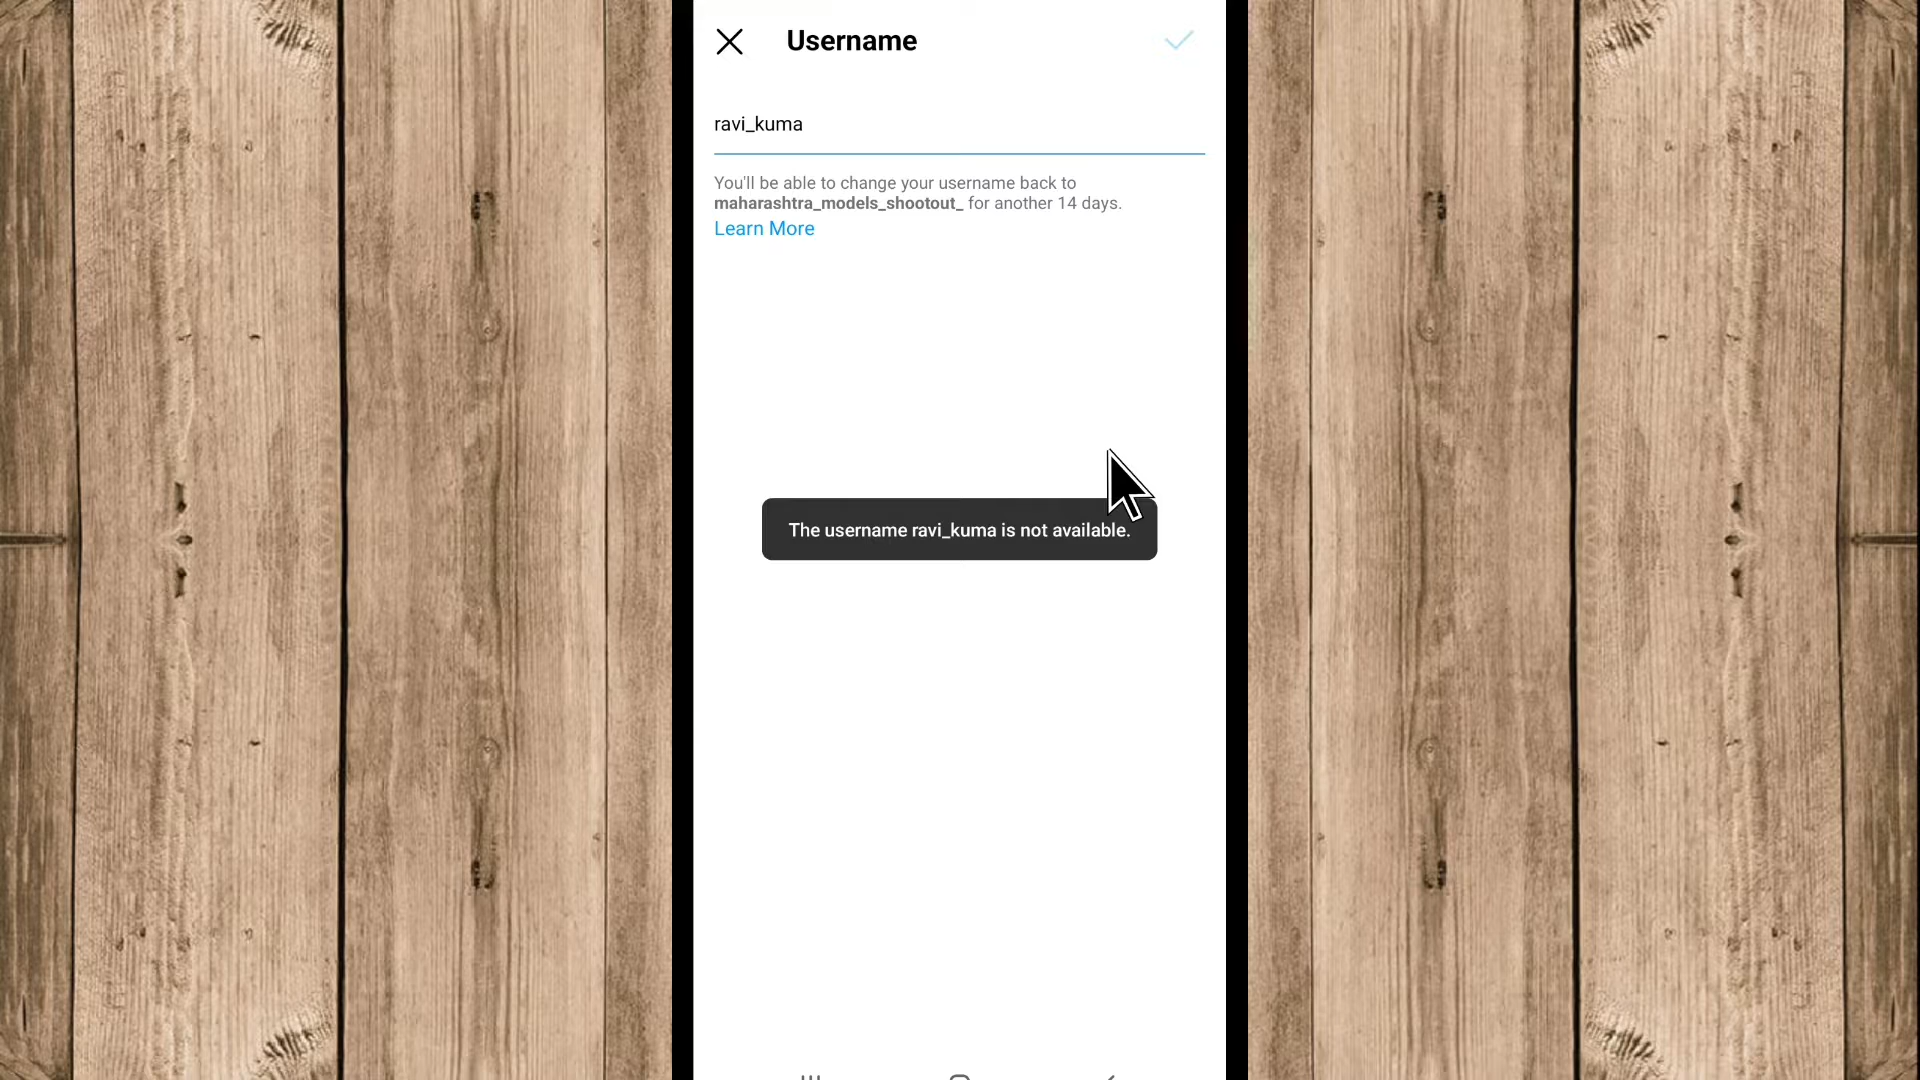 Username
ravi_kuma
You'll be able to change your username back to
maharashtra_models_shootout_ for another 14 days.
Learn More
The username ravi_kuma is not available.